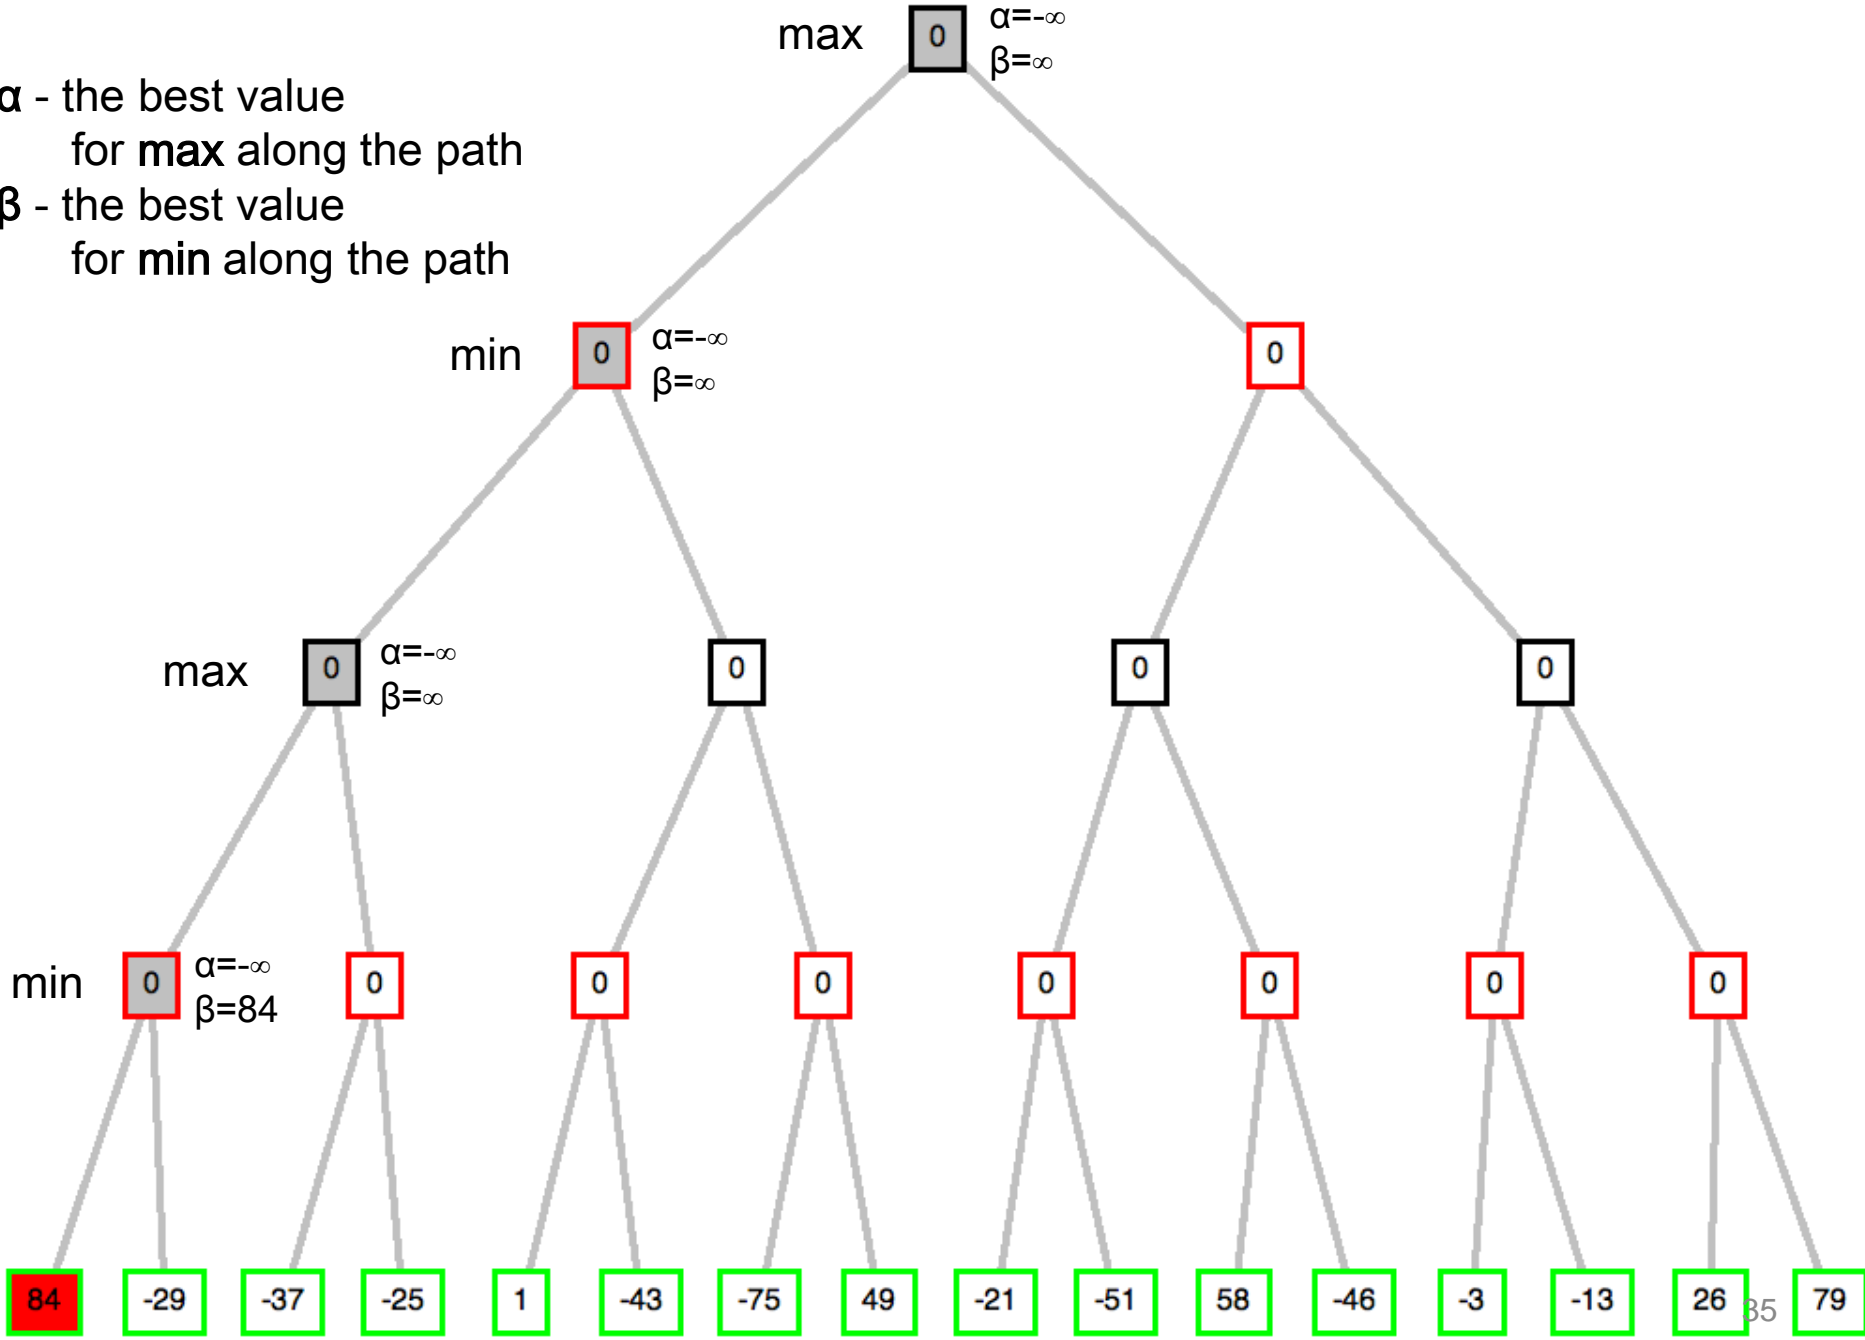 max 0 α=-∞
β=∞
α - the best value
for max along the path
β - the best value
for min along the path
min 0 α=-∞
β=∞
0
max 0 α=-∞
β=∞
0 0 0
min 0 α=-∞
β=84
0 0 0 0 0 0 0
84 -29 -37 -25 1 -43 -75 49 -21 -51 58 -46 -3 -13 26 35 79